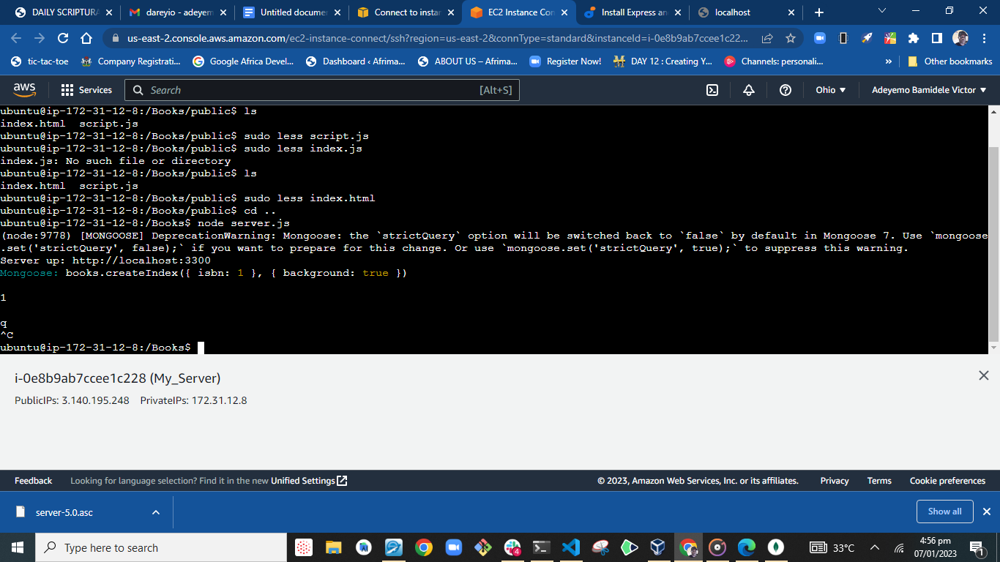 DAILY SCRIPTURA
dareyio - adeyem
Untitled docume
Connect to instan
EC2 Instance Con
Install Express an
localhost
us-east-2.console.aws.amazon.com/ec2-instance-connect/ssh?region=us-east-2&connType=standard&instanceId=i-0e8b9ab7ccee1c22...
tic-tac-toe
Company Registrati...
Google Africa Devel...
Dashboard ‹ Afrima...
ABOUT US – Afrima...
Register Now!
DAY 12 : Creating Y...
Channels: personali...
»
Other bookmarks
aws
Services
Search
[Alt+S]
Ohio
Adeyemo Bamidele Victor
ubuntu@ip-172-31-12-8:/Books/public$ ls
index.html  script.js
ubuntu@ip-172-31-12-8:/Books/public$ sudo less script.js
ubuntu@ip-172-31-12-8:/Books/public$ sudo less index.js
index.js: No such file or directory
ubuntu@ip-172-31-12-8:/Books/public$ ls
index.html  script.js
ubuntu@ip-172-31-12-8:/Books/public$ sudo less index.html
ubuntu@ip-172-31-12-8:/Books/public$ cd ..
ubuntu@ip-172-31-12-8:/Books$ node server.js
(node:9778) [MONGOOSE] DeprecationWarning: Mongoose: the `strictQuery` option will be switched back to `false` by default in Mongoose 7. Use `mongoose
.set('strictQuery', false);` if you want to prepare for this change. Or use `mongoose.set('strictQuery', true);` to suppress this warning.
Server up: http://localhost:3300
Mongoose: books.createIndex({ isbn: 1 }, { background: true })
1
q
^C
ubuntu@ip-172-31-12-8:/Books$
i-0e8b9ab7ccee1c228 (My_Server)
PublicIPs: 3.140.195.248 PrivateIPs: 172.31.12.8
Feedback
Looking for language selection? Find it in the new Unified Settings
© 2023, Amazon Web Services, Inc. or its affiliates.
Privacy
Terms
Cookie preferences
server-5.0.asc
Show all
Type here to search
4
33°C
4:56 pm
07/01/2023
1